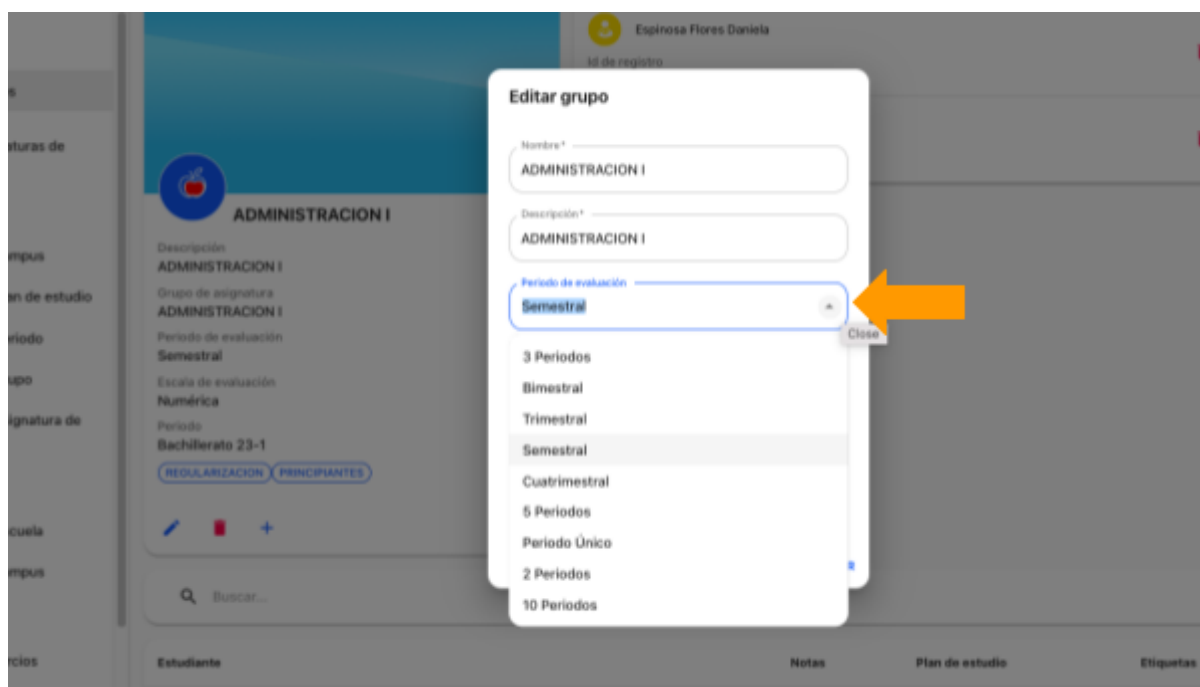 Espinosa Flores Daniela
Id de registro
Editar grupo
Nombre*
ADMINISTRACION I
Descripción*
ADMINISTRACION I
Periodo de evaluación
Semestral
Close
3 Periodos
Bimestral
Trimestral
Semestral
Cuatrimestral
5 Periodos
Periodo Único
2 Periodos
10 Periodos
R
s
aturas de
mpus
an de estudio
riodo
upo
ignatura de
cuela
mpus
rcios
ADMINISTRACION I
Descripción
ADMINISTRACION I
Grupo de asignatura
ADMINISTRACION I
Periodo de evaluación
Semestral
Escala de evaluación
Numérica
Periodo
Bachillerato 23-1
REGULARIZACION PRINCIPIANTES
Buscar...
Estudiante Notas Plan de estudio Etiquetas